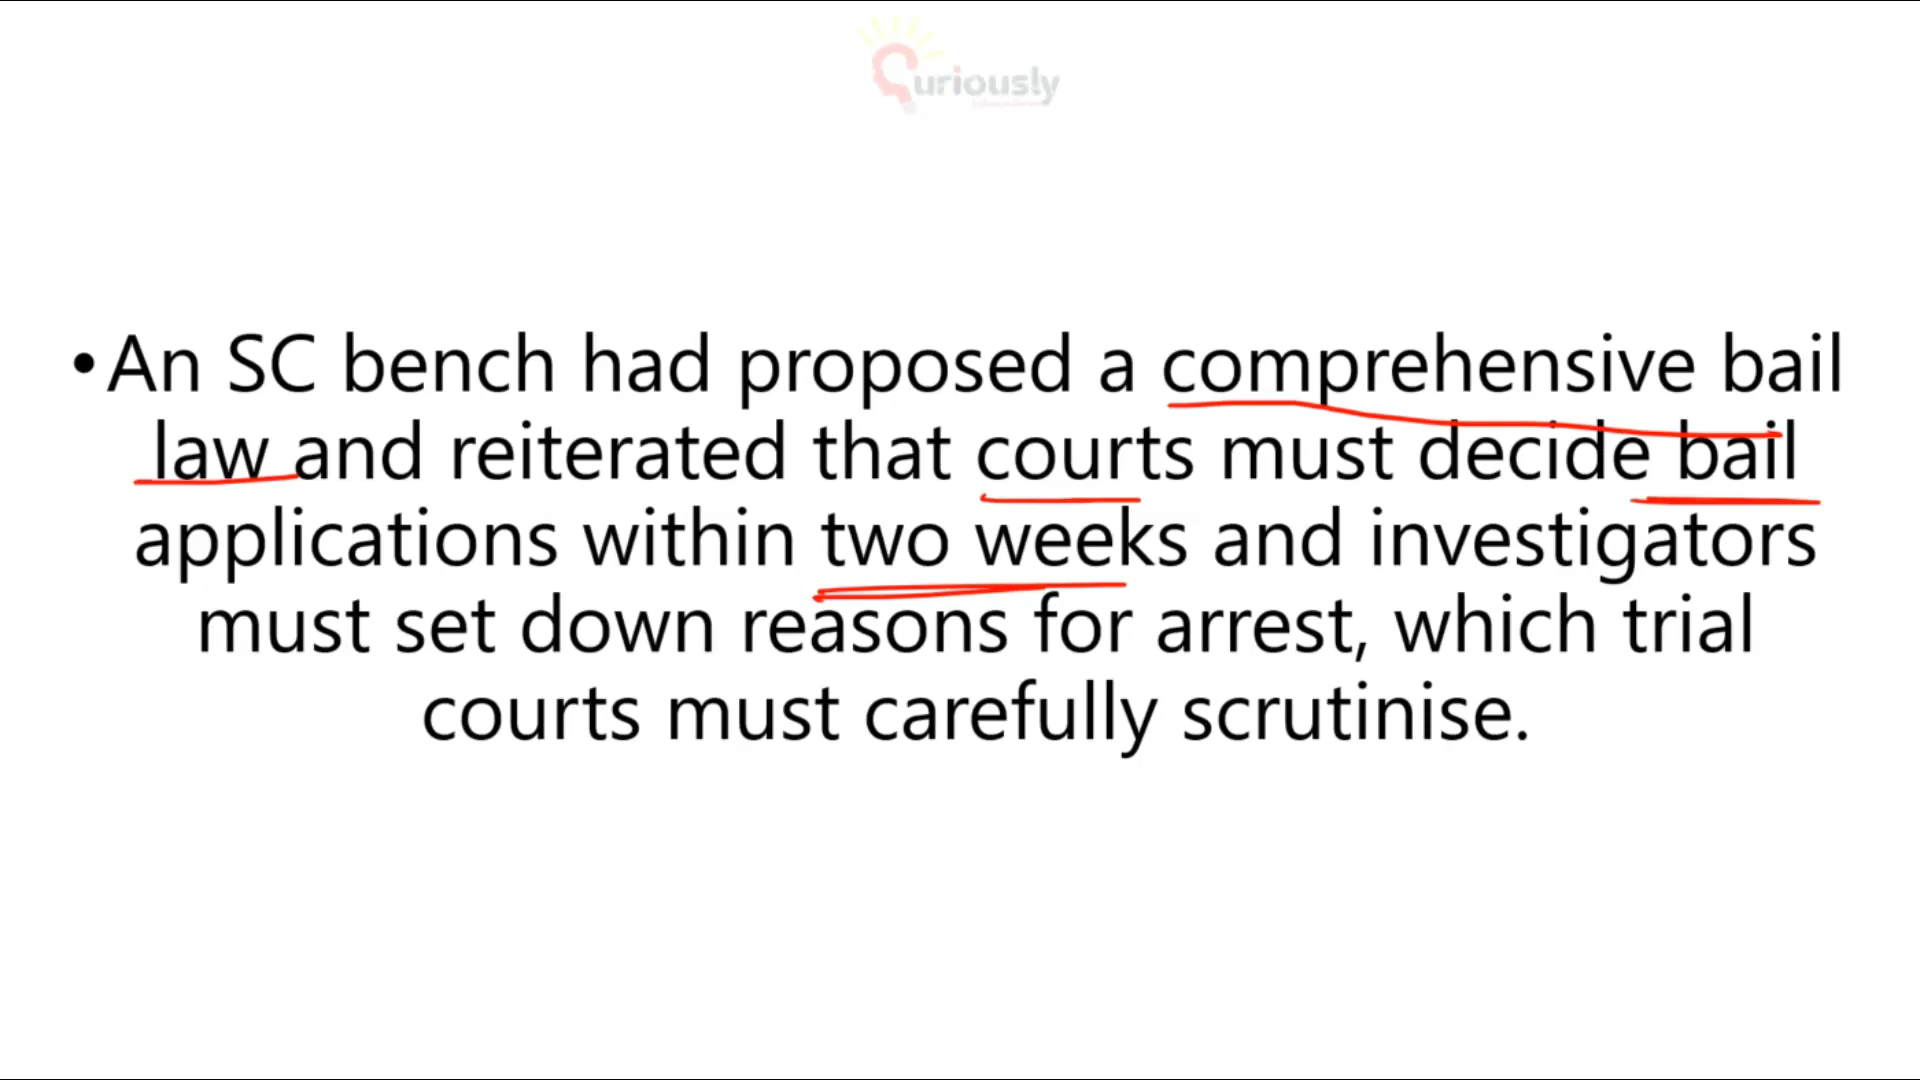 uriously
•An SC bench had proposed a comprehensive bail
law and reiterated that courts must decide bail
applications within two weeks and investigators
must set down reasons for arrest, which trial
courts must carefully scrutinise.